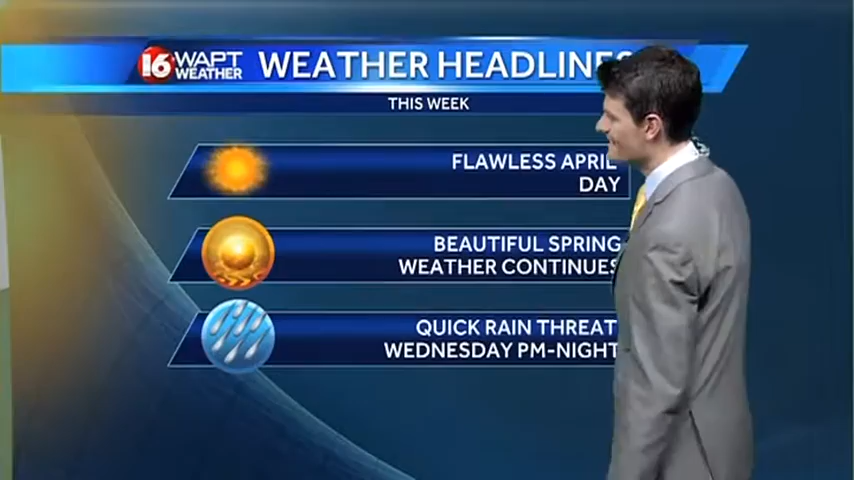 16 WAPT WEATHER
WEATHER HEADLINES
THIS WEEK
FLAWLESS APRIL
DAY
BEAUTIFUL SPRING
WEATHER CONTINUES
QUICK RAIN THREAT
WEDNESDAY PM-NIGHT